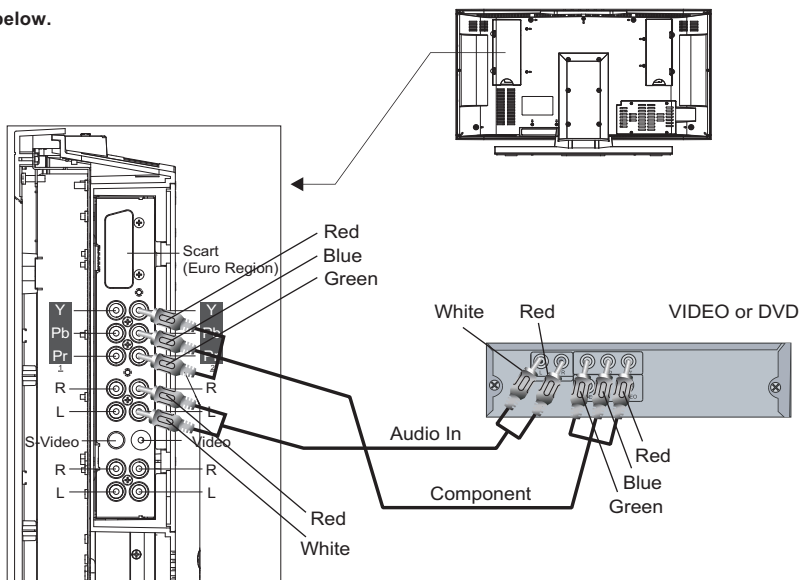 below.
Red
Blue
Green
Scart
(Euro Region)
White Red VIDEO or DVD
Y Y
Pb Pb
Pr
R R
L L
S-Video Video
R R
L L
Audio In
Component
Red
Blue
Green
Red
White